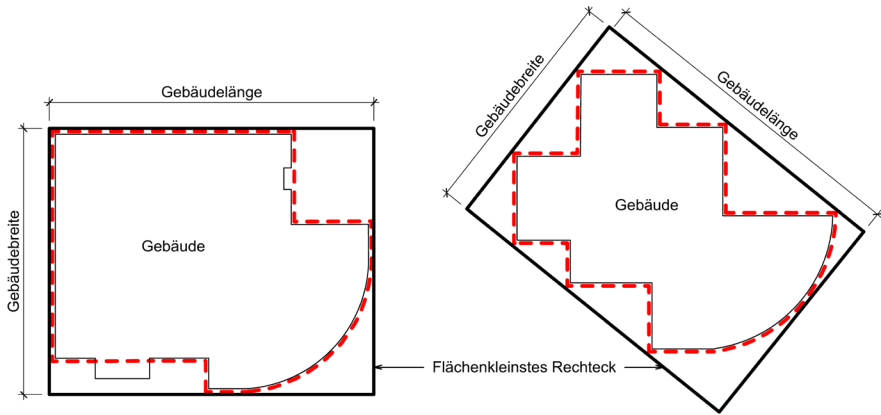 Gebäudelänge
Gebäudebreite
Gebäude
Gebäudebreite
Gebäudelänge
Gebäude
Flächenkleinstes Rechteck